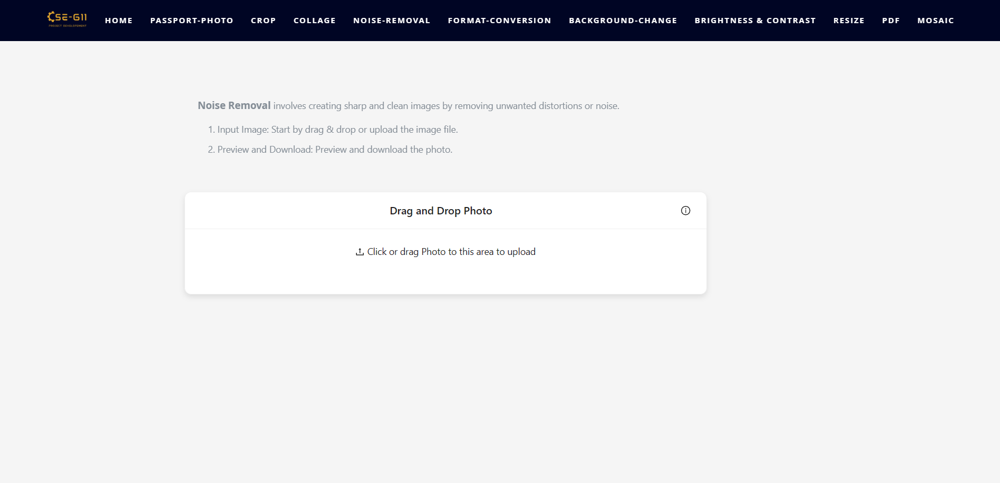 CSE-G11
PROJECT DEVELOPEMENT
HOME PASSPORT-PHOTO CROP COLLAGE NOISE-REMOVAL FORMAT-CONVERSION BACKGROUND-CHANGE BRIGHTNESS & CONTRAST RESIZE PDF MOSAIC
Noise Removal involves creating sharp and clean images by removing unwanted distortions or noise.
1. Input Image: Start by drag & drop or upload the image file.
2. Preview and Download: Preview and download the photo.
Drag and Drop Photo
Click or drag Photo to this area to upload